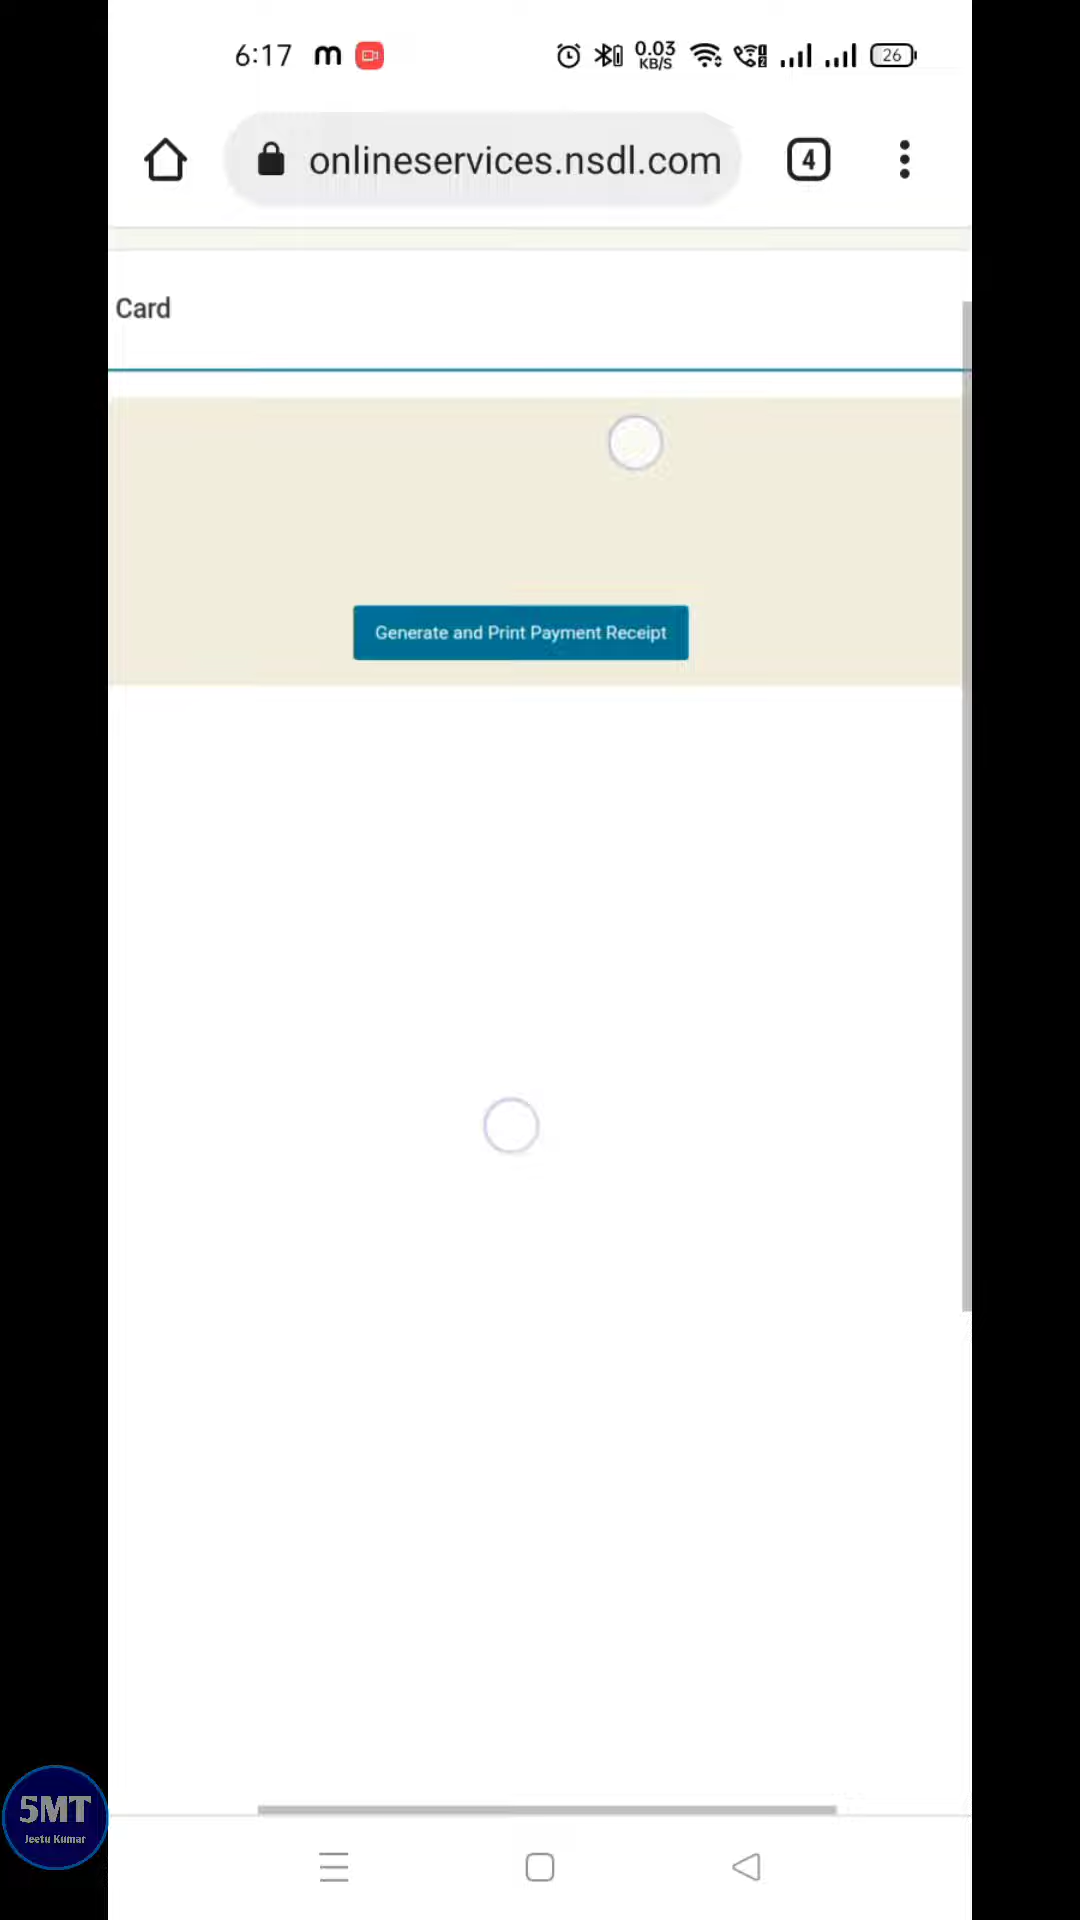 6:17 m 0.03 KB/S 26
onlineservices.nsdl.com 4
Card
Generate and Print Payment Receipt
5MT
Jeetu Kumar